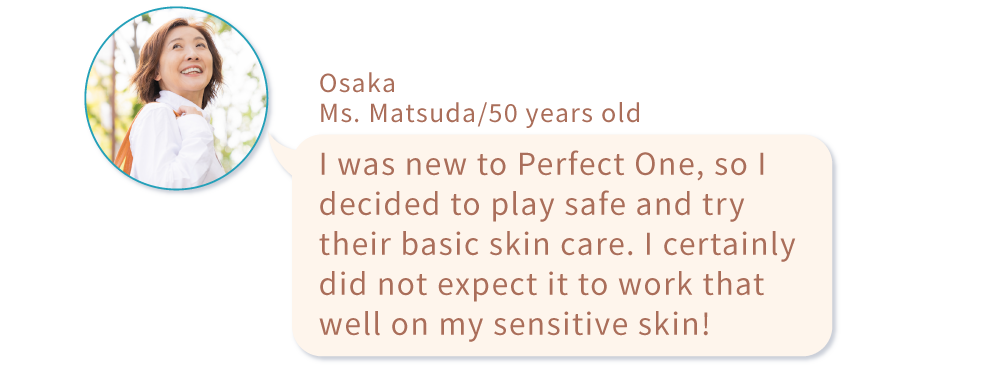 Osaka
Ms. Matsuda/50 years old
I was new to Perfect One, so I
decided to play safe and try
their basic skin care. I certainly
did not expect it to work that
well on my sensitive skin!